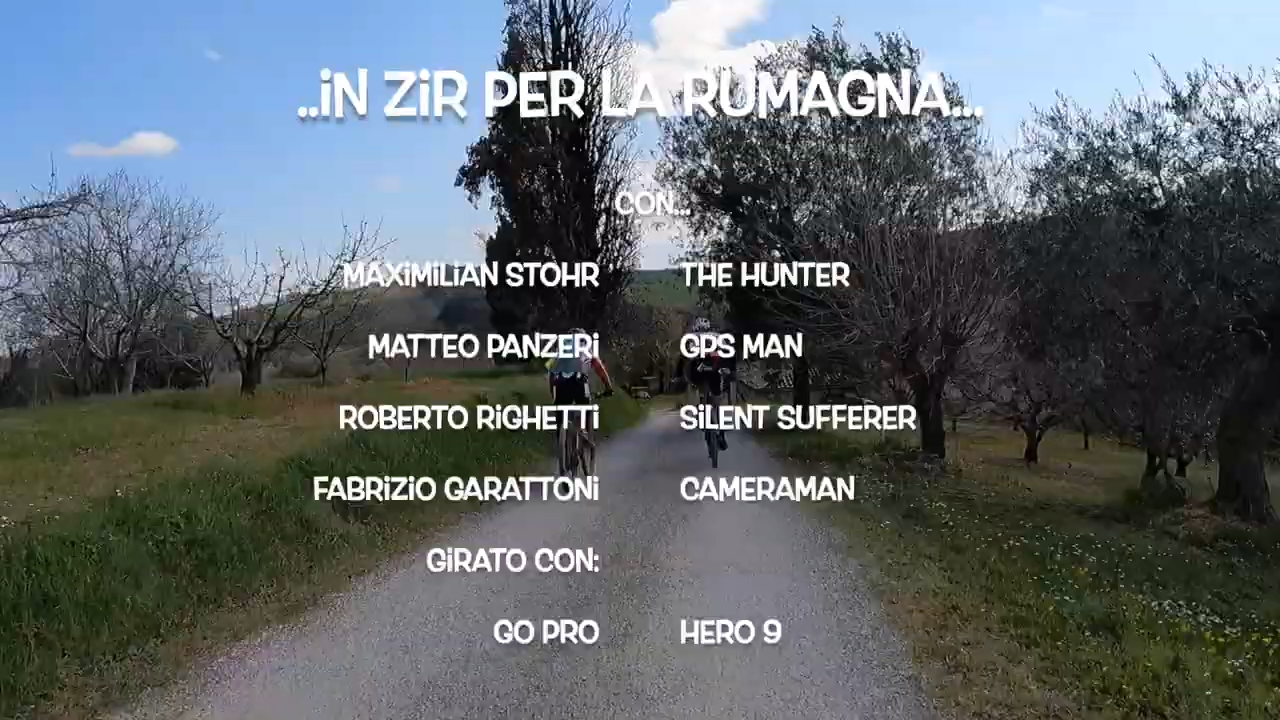 ..iN ZiR PER LA RUMAGNA...
CON...
MAXiMiLiAN STOHR THE HUNTER
MATTEO PANZERi GPS MAN
ROBERTO RiGHETTi SiLENT SUFFERER
FABRiZiO GARATTONi CAMERAMAN
GiRATO CON:
GO PRO HERO 9